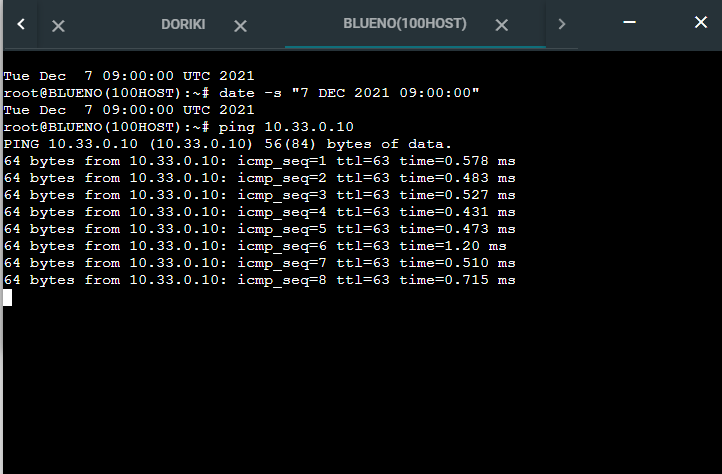 DORIKI
BLUENO(100HOST)
Tue Dec  7 09:00:00 UTC 2021
root@BLUENO(100HOST):~# date -s "7 DEC 2021 09:00:00"
Tue Dec  7 09:00:00 UTC 2021
root@BLUENO(100HOST):~# ping 10.33.0.10
PING 10.33.0.10 (10.33.0.10) 56(84) bytes of data.
64 bytes from 10.33.0.10: icmp_seq=1 ttl=63 time=0.578 ms
64 bytes from 10.33.0.10: icmp_seq=2 ttl=63 time=0.483 ms
64 bytes from 10.33.0.10: icmp_seq=3 ttl=63 time=0.527 ms
64 bytes from 10.33.0.10: icmp_seq=4 ttl=63 time=0.431 ms
64 bytes from 10.33.0.10: icmp_seq=5 ttl=63 time=0.473 ms
64 bytes from 10.33.0.10: icmp_seq=6 ttl=63 time=1.20 ms
64 bytes from 10.33.0.10: icmp_seq=7 ttl=63 time=0.510 ms
64 bytes from 10.33.0.10: icmp_seq=8 ttl=63 time=0.715 ms